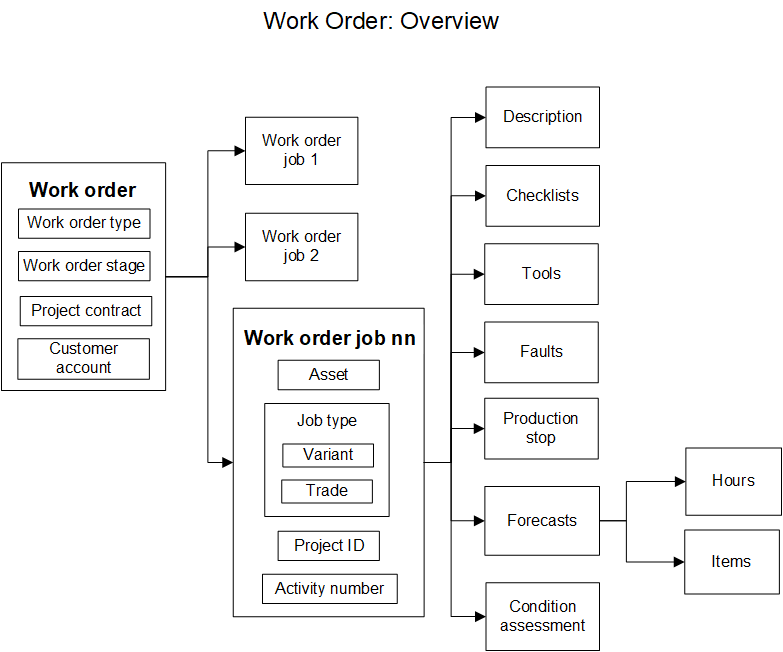 Work Order: Overview
Work order
Work order type
Work order stage
Project contract
Customer
account
Work order
job 1
Work order
job 2
Work order job nn
Asset
Job type
Variant
Trade
Project ID
Activity number
Description
Checklists
Tools
Faults
Production
stop
Forecasts
Condition
assessment
Hours
Items